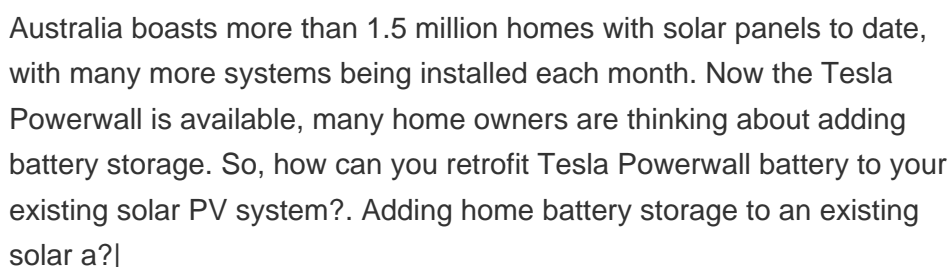 Australia boasts more than 1.5 million homes with solar panels to date,
with many more systems being installed each month. Now the Tesla
Powerwall is available, many home owners are thinking about adding
battery storage. So, how can you retrofit Tesla Powerwall battery to your
existing solar PV system?. Adding home battery storage to an existing
solar a?|